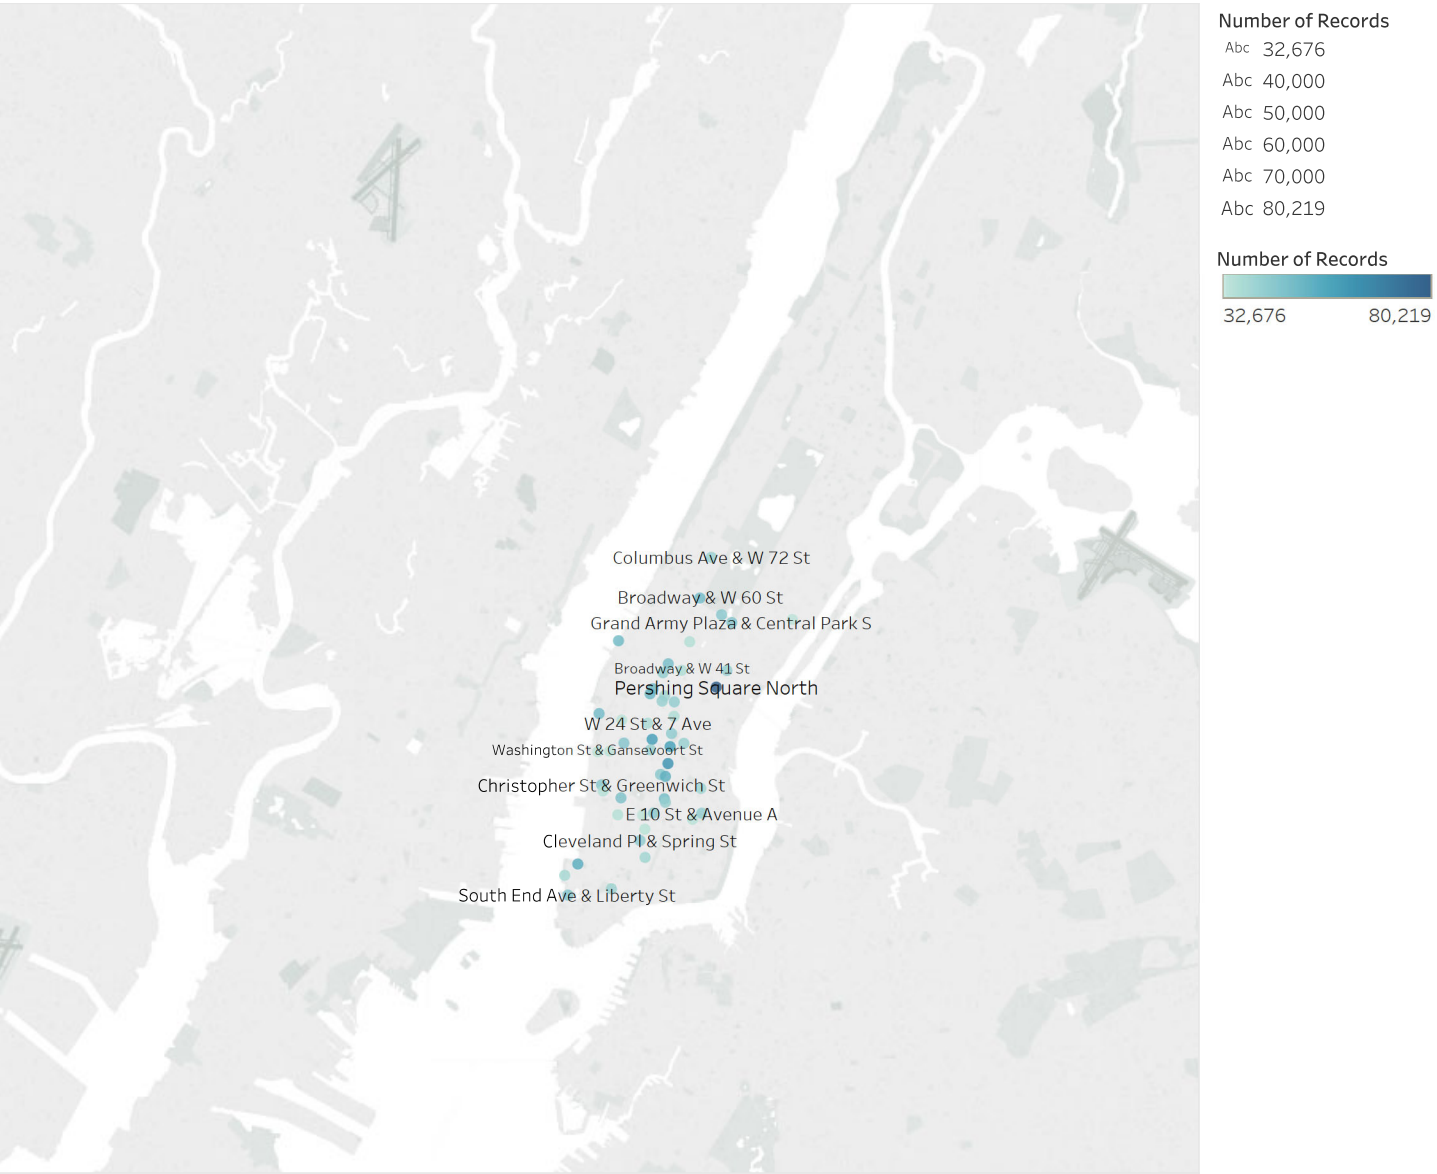 Number of Records
Abc 32,676
Abc 40,000
Abc 50,000
Abc 60,000
Abc 70,000
Abc 80,219
Number of Records
32,676 80,219
Columbus Ave & W 72 St
Broadway & W 60 St
Grand Army Plaza & Central Park S
Broadway & W 41 St
Pershing Square North
W 24 St & 7 Ave
Washington St & Gansevoort St
Christopher St & Greenwich St
E 10 St & Avenue A
Cleveland Pl & Spring St
South End Ave & Liberty St